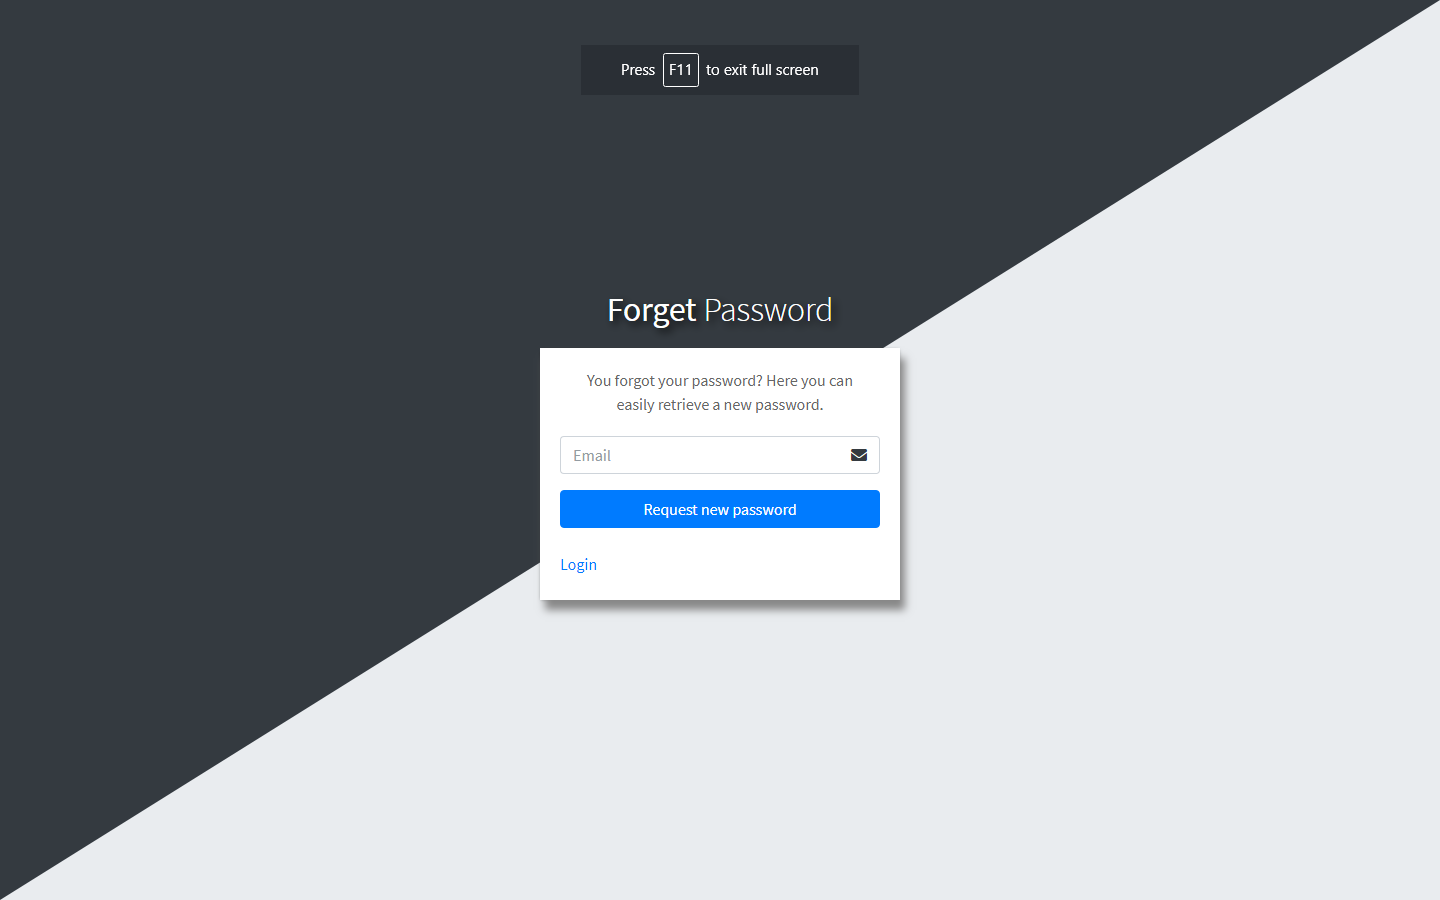 Press F11 to exit full screen
Forget Password
You forgot your password? Here you can
easily retrieve a new password.
Email
Request new password
Login